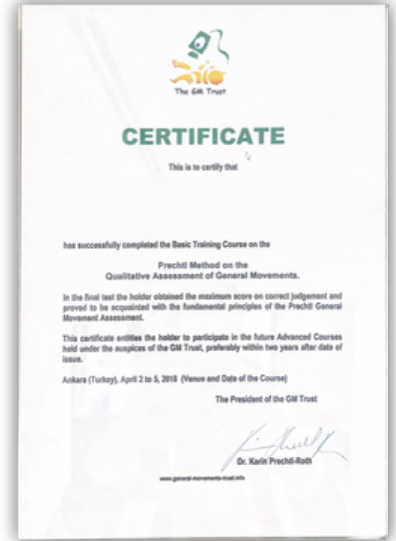 The GM Trust
CERTIFICATE
This is to certify that
has successfully completed the Basic Training Course on the
Prechtl Method on the
Qualitative Assessment of General Movements.
In the final test the holder obtained the maximum score on correct judgement and
proved to be acquainted with the fundamental principles of the Prechtl General
Movement Assessment.
This certificate entitles the holder to participate in the future Advanced Courses
held under the auspices of the GM Trust, preferably within two years after date of
issue.
Ankara (Turkey), April 2 to 5, 2018 (Venue and Date of the Course)
The President of the GM Trust
Dr. Karin Prechtl-Roth
www.general-movements-trust.info